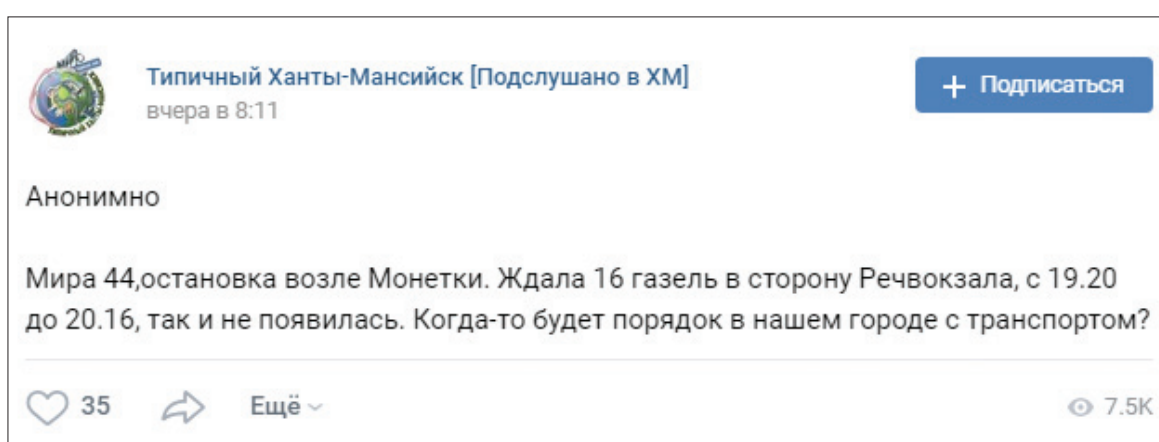 Типичный Ханты-Мансийск [Подслушано в ХМ]
вчера в 8:11
+ Подписаться
Анонимно
Мира 44,остановка возле Монетки. Ждала 16 газель в сторону Речвокзала, с 19.20
до 20.16, так и не появилась. Когда-то будет порядок в нашем городе с транспортом?
35 Ещё 7.5K